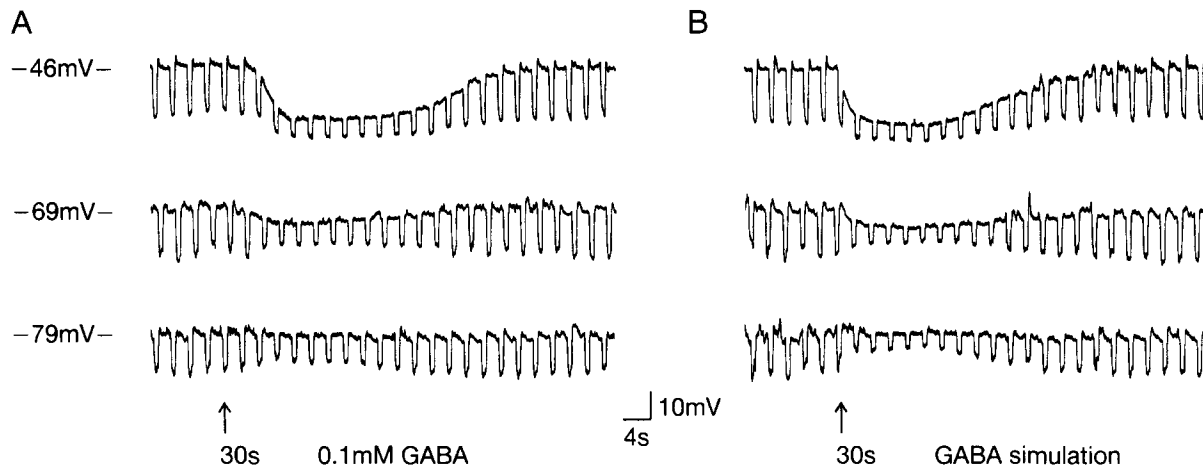 A
B
−46mV−
−69mV−
−79mV−
10mV
4s
30s 0.1mM GABA
30s GABA simulation